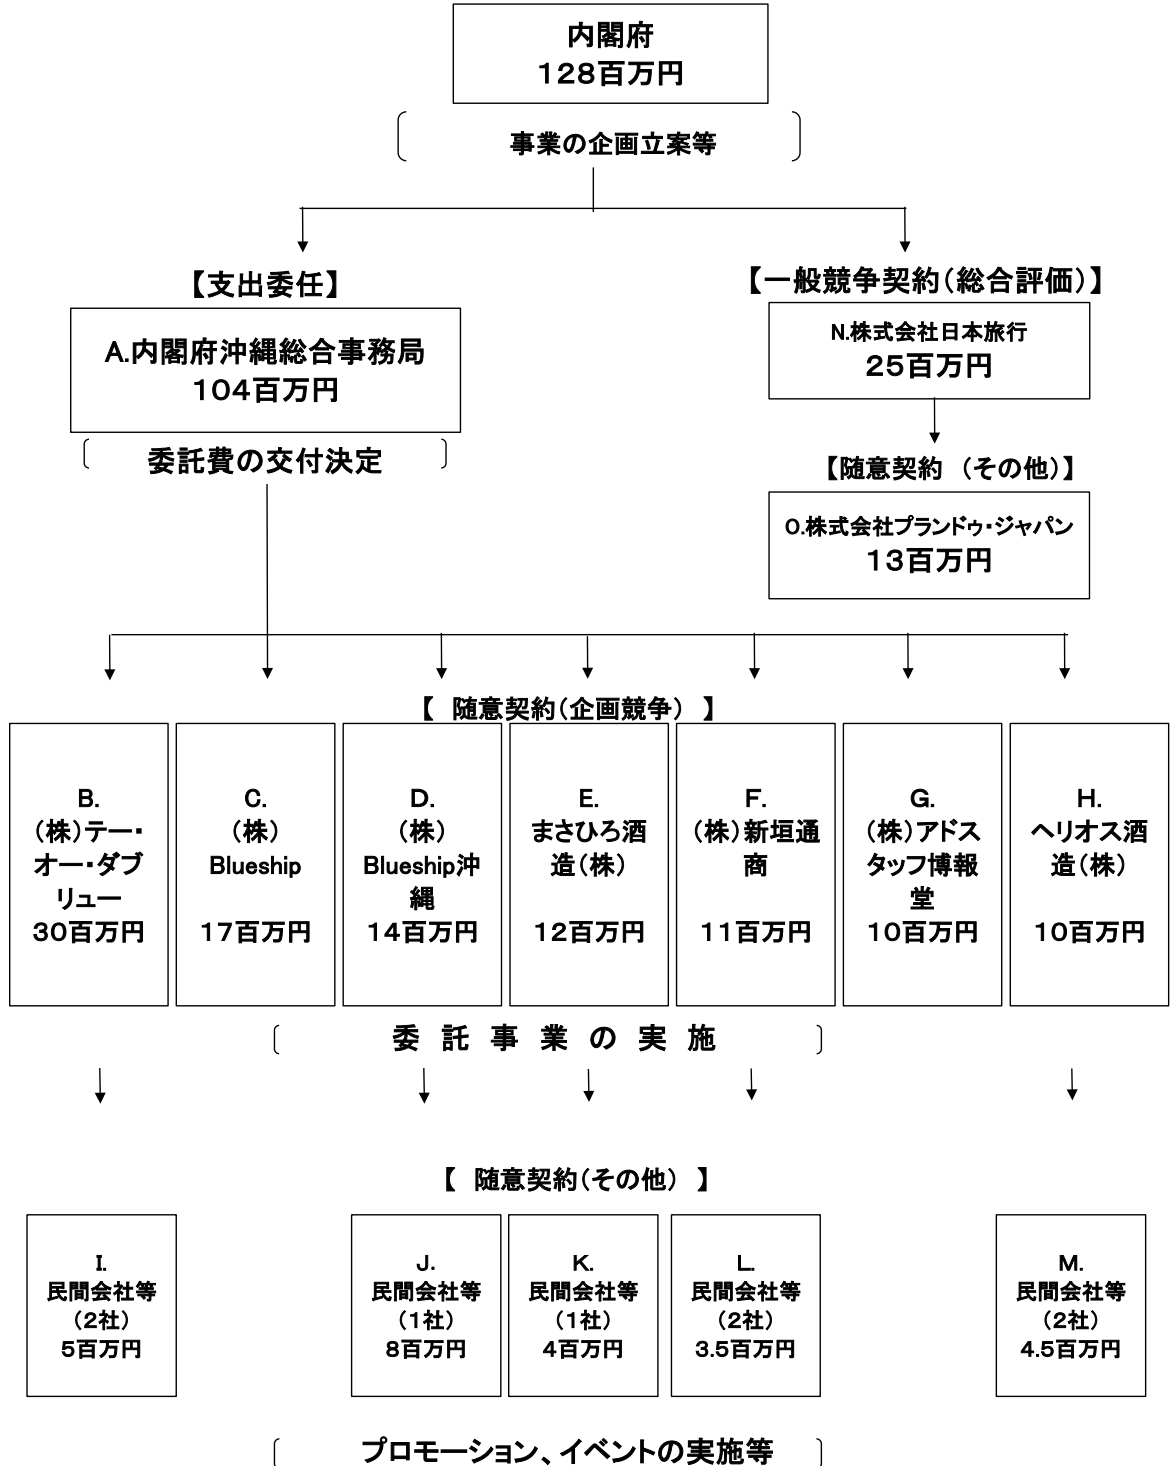 内閣府
128百万円
事業の企画立案等
【支出委任】
A.内閣府沖縄総合事務局
104百万円
委託費の交付決定
【一般競争契約(総合評価)】
N.株式会社日本旅行
25百万円
【随意契約 (その他)】
O.株式会社プランドゥ・ジャパン
13百万円
【 随意契約(企画競争) 】
B.
(株)テー・
オー・ダブ
リュー
30百万円
C.
(株)
Blueship
17百万円
D.
(株)
Blueship沖
縄
14百万円
E.
まさひろ酒
造(株)
12百万円
F.
(株)新垣通
商
11百万円
G.
(株)アドス
タッフ博報
堂
10百万円
H.
ヘリオス酒
造(株)
10百万円
委 託 事 業 の 実 施
【 随意契約(その他) 】
I.
民間会社等
(2社)
5百万円
J.
民間会社等
(1社)
8百万円
K.
民間会社等
(1社)
4百万円
L.
民間会社等
(2社)
3.5百万円
M.
民間会社等
(2社)
4.5百万円
プロモーション、イベントの実施等